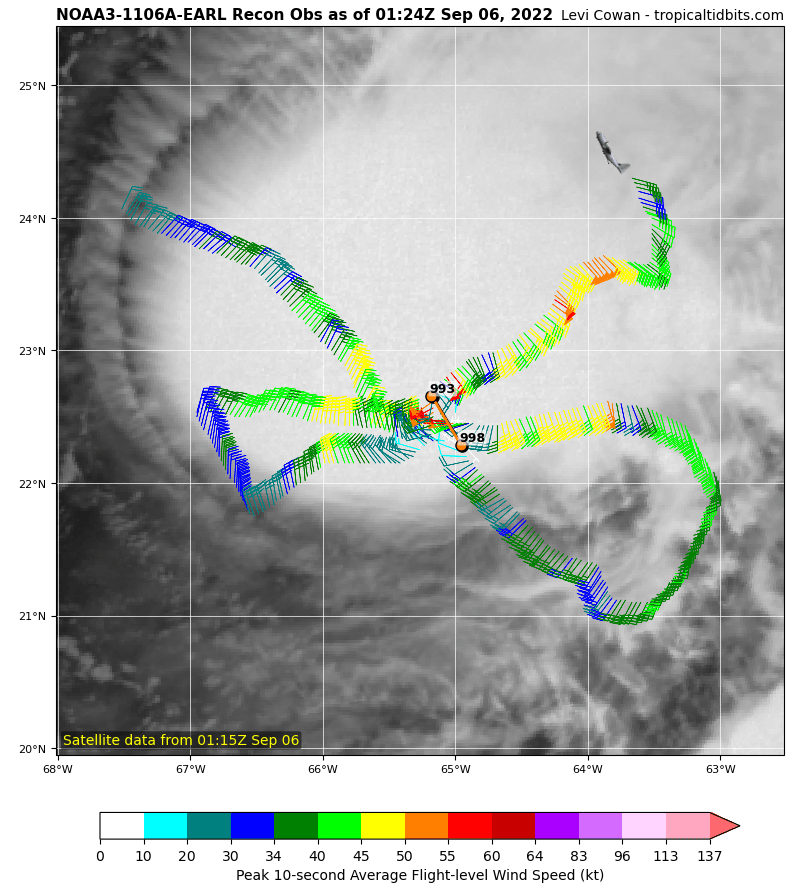 NOAA3-1106A-EARL Recon Obs as of 01:24Z Sep 06, 2022 Levi Cowan - tropicaltidbits.com
25°N
24°N
23°N
22°N
21°N
20°N
993
998
Satellite data from 01:15Z Sep 06
68°W 67°W 66°W 65°W 64°W 63°W
0 10 20 30 34 40 45 50 55 60 64 83 96 113 137
Peak 10-second Average Flight-level Wind Speed (kt)